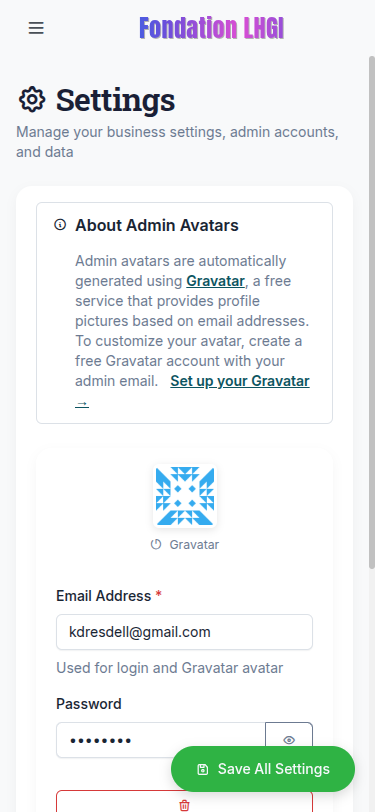 Fondation LHGI
Settings
Manage your business settings, admin accounts,
and data
About Admin Avatars
Admin avatars are automatically
generated using Gravatar, a free
service that provides profile
pictures based on email addresses.
To customize your avatar, create a
free Gravatar account with your
admin email. Set up your Gravatar
→
Gravatar
Email Address *
kdresdell@gmail.com
Used for login and Gravatar avatar
Password
••••••••
Save All Settings